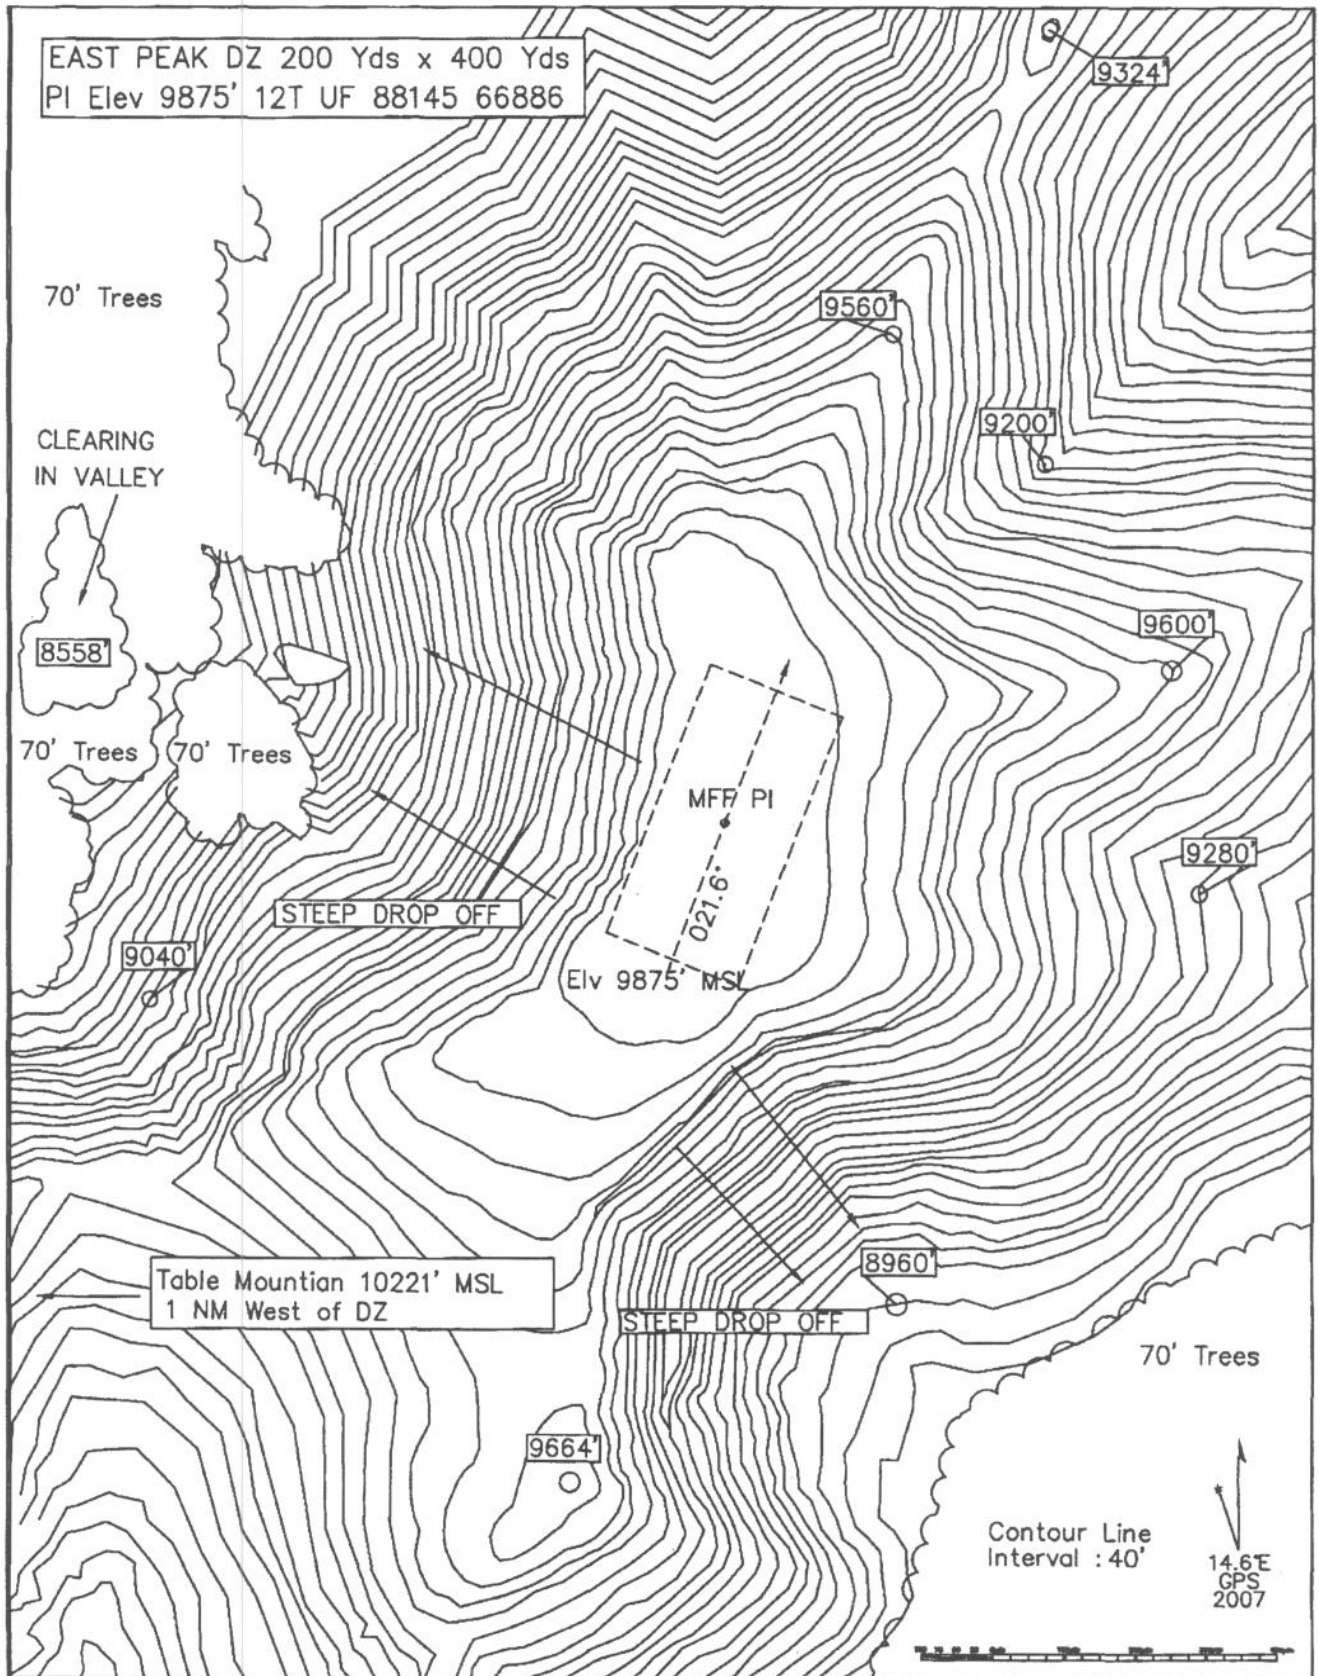 EAST PEAK DZ 200 Yds x 400 Yds
PI Elev 9875' 12T UF 88145 66886
9324'
70' Trees
9560'
9200'
CLEARING
IN VALLEY
8558'
9600'
70' Trees
70' Trees
MFF PI
021.6°
9280'
STEEP DROP OFF
9040'
Elv 9875' MSL
Table Mountian 10221' MSL
1 NM West of DZ
8960'
STEEP DROP OFF
70' Trees
9664'
Contour Line
Interval : 40'
14.6°E
GPS
2007